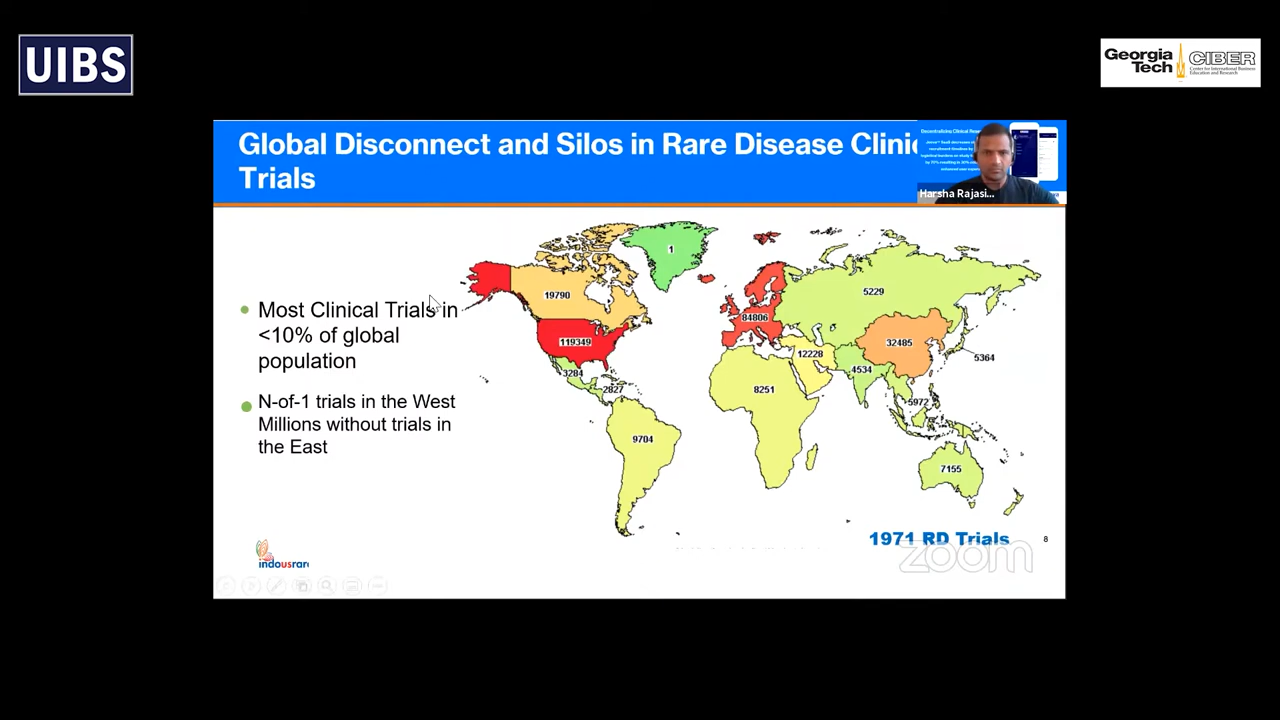 UIBS
Georgia
Tech
CIBER
Center for International Business
Education and Research
Global Disconnect and Silos in Rare Disease Clinic
Trials
Harsha Rajasi...
Most Clinical Trials in
<10% of global
population
N-of-1 trials in the West
Millions without trials in
the East
1
19790
5229
84806
119349
32485
12228
5364
3284
4534
2827
8251
5972
9704
7155
1971 RD Trials
8
zoom
indousrare